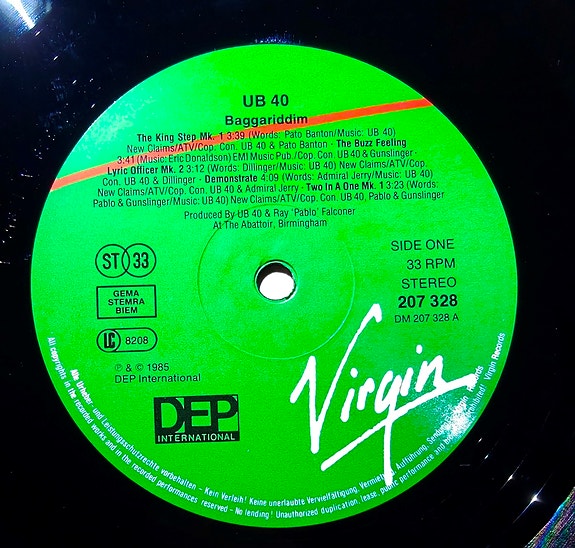 UB 40
Baggariddim
The King Step Mk. 1 3:39 (Words: Pato Banton/Music: UB 40)
New Claims/ATV/Cop. Con. UB 40 & Pato Banton · The Buzz Feeling
3:41 (Music: Eric Donaldson) EMI Music Pub./Cop. Con. UB 40 & Gunslinger ·
Lyric Officer Mk. 2 3:12 (Words: Dillinger/Music: UB 40) New Claims/ATV/Cop.
Con. UB 40 & Dillinger · Demonstrate 4:09 (Words: Admiral Jerry/Music: UB 40)
New Claims/ATV/Cop. Con. UB 40 & Admiral Jerry · Two In A One Mk. 1 3:23 (Words:
Pablo & Gunslinger/Music: UB 40) New Claims/ATV/Cop. Con. UB 40, Pablo & Gunslinger
Produced By UB 40 & Ray 'Pablo' Falconer
At The Abattoir, Birmingham
ST 33
GEMA
STEMRA
BIEM
LC 8208
SIDE ONE
33 RPM
STEREO
207 328
DM 207 328 A
℗ & © 1985
DEP International
DEP
INTERNATIONAL
Virgin
Alle Urheber- und Leistungsschutzrechte vorbehalten – Kein Verleih! Keine unerlaubte Vervielfältigung, Vermietung, Aufführung, Sendung! Virgin Records
All copyrights in the recorded works and in the recorded performances reserved – No lending! Unauthorized duplication, lease, public performance and broadcast prohibited! Virgin Records